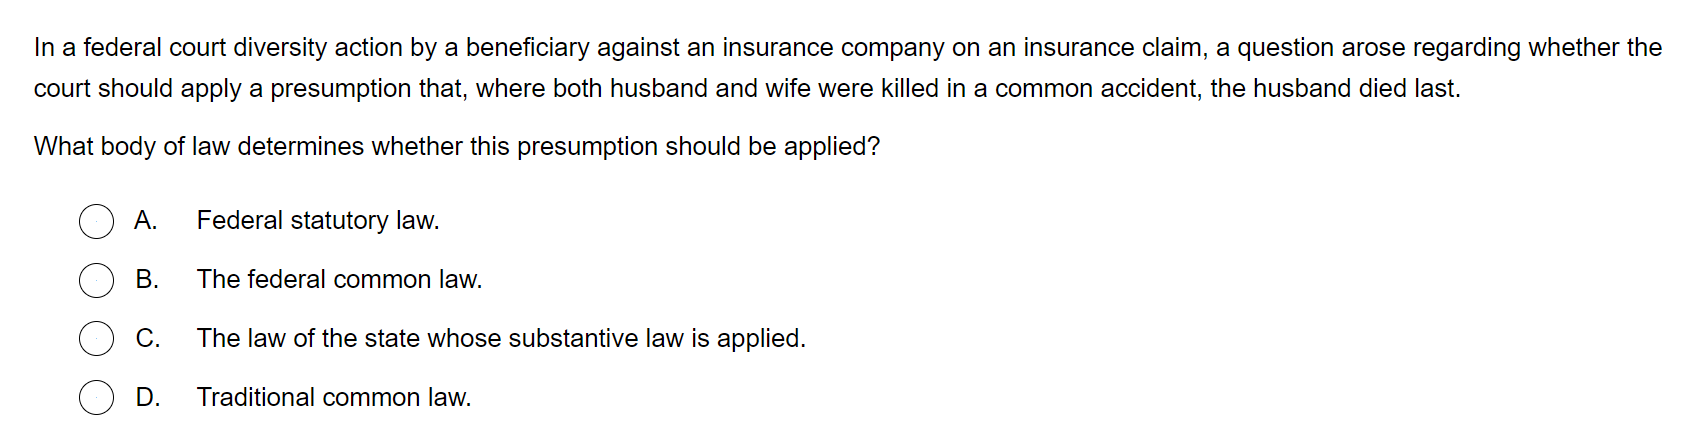 In a federal court diversity action by a beneficiary against an insurance company on an insurance claim, a question arose regarding whether the
court should apply a presumption that, where both husband and wife were killed in a common accident, the husband died last.
What body of law determines whether this presumption should be applied?
A. Federal statutory law.
B. The federal common law.
C. The law of the state whose substantive law is applied.
D. Traditional common law.